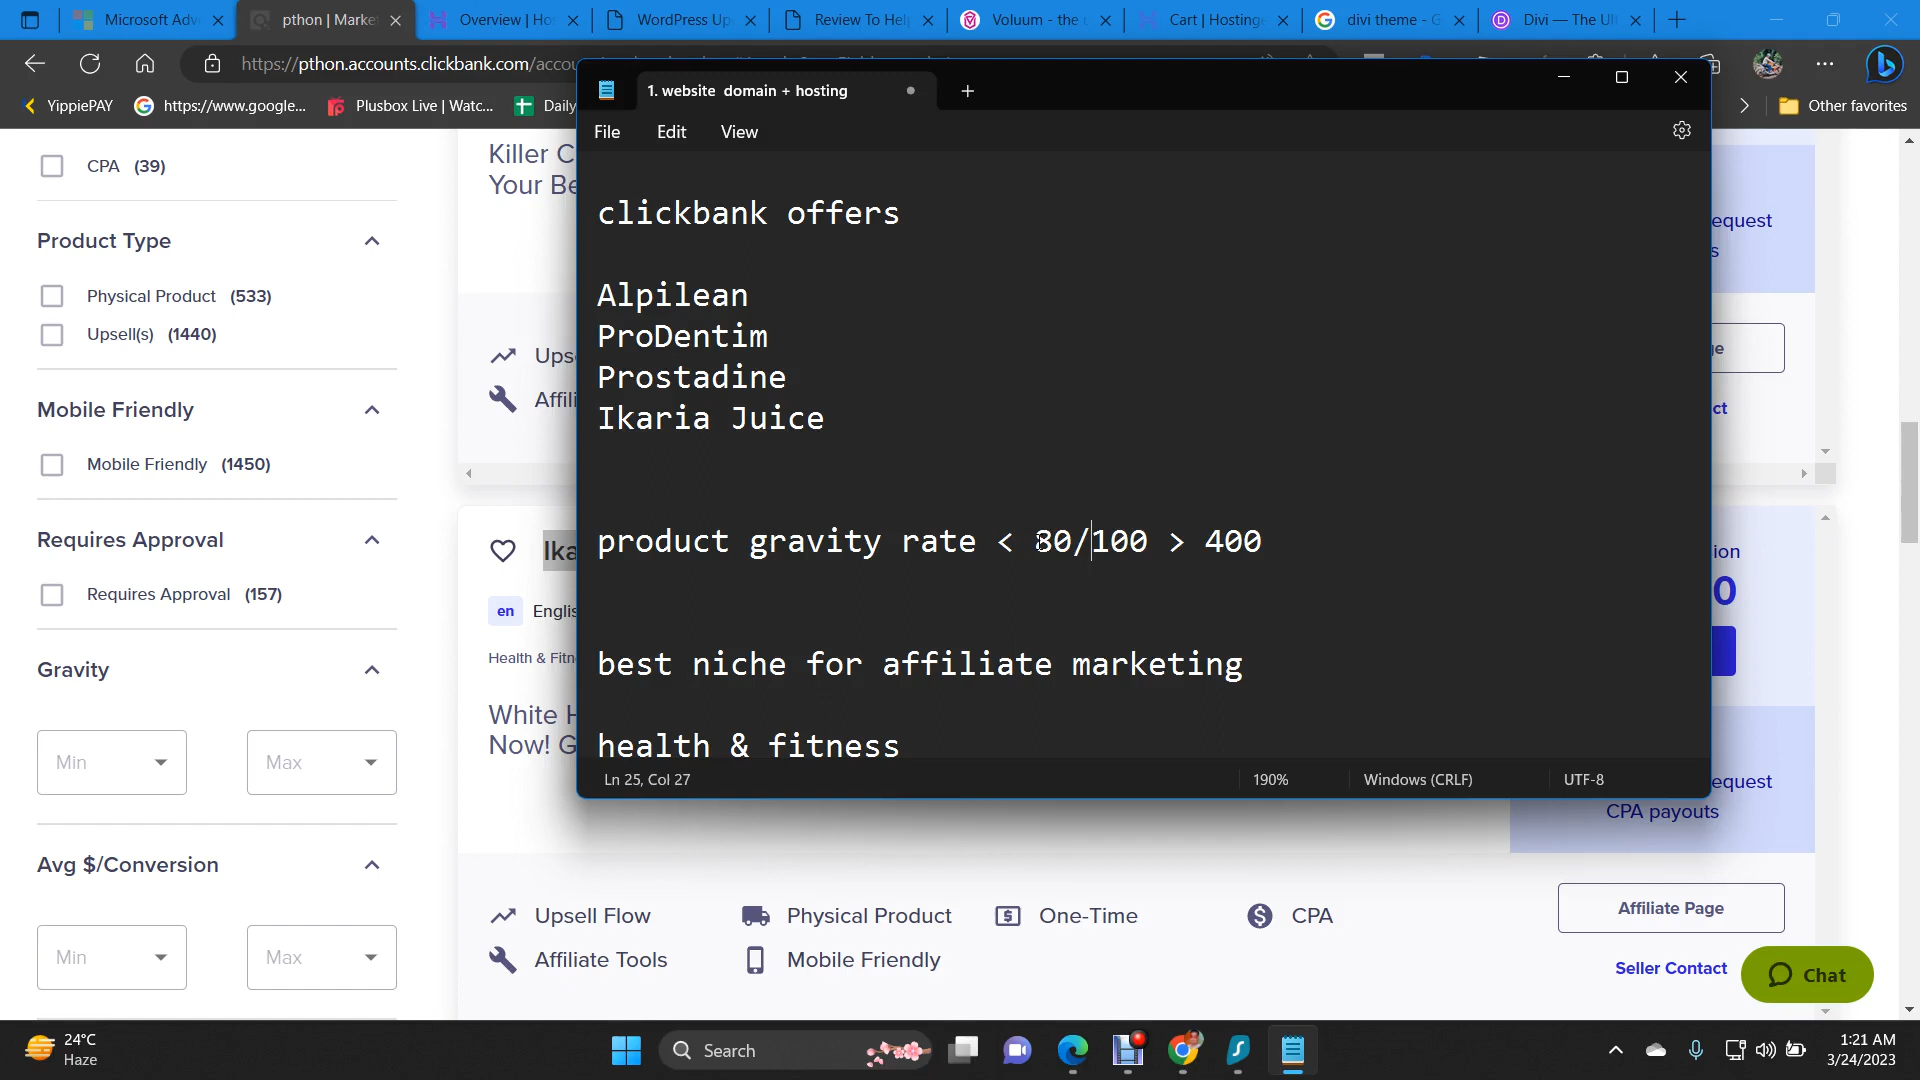 Microsoft Adv
pthon | Marke
Overview | Ho
WordPress Up
Review To Hel
Voluum - the b
Cart | Hostinge
divi theme - G
Divi — The Ul
https://pthon.accounts.clickbank.com/accou
YippiePAY
https://www.google...
Plusbox Live | Watc...
Daily
Other favorites
1. website  domain + hosting
File
Edit
View
clickbank offers
Alpilean
ProDentim
Prostadine
Ikaria Juice
product gravity rate < 80/100 > 400
best niche for affiliate marketing
health & fitness
Ln 25, Col 27
190%
Windows (CRLF)
UTF-8
CPA (39)
Product Type
Physical Product (533)
Upsell(s) (1440)
Mobile Friendly
Mobile Friendly (1450)
Requires Approval
Requires Approval (157)
Gravity
Min
Max
Avg $/Conversion
Min
Max
Killer C
Your Be
Ups
Affili
Ika
en Englis
Health & Fitn
White H
Now! G
equest
s
ge
ct
ion
0
equest
CPA payouts
Upsell Flow
Physical Product
One-Time
CPA
Affiliate Tools
Mobile Friendly
Affiliate Page
Seller Contact
Chat
24°C
Haze
Search
1:21 AM
3/24/2023